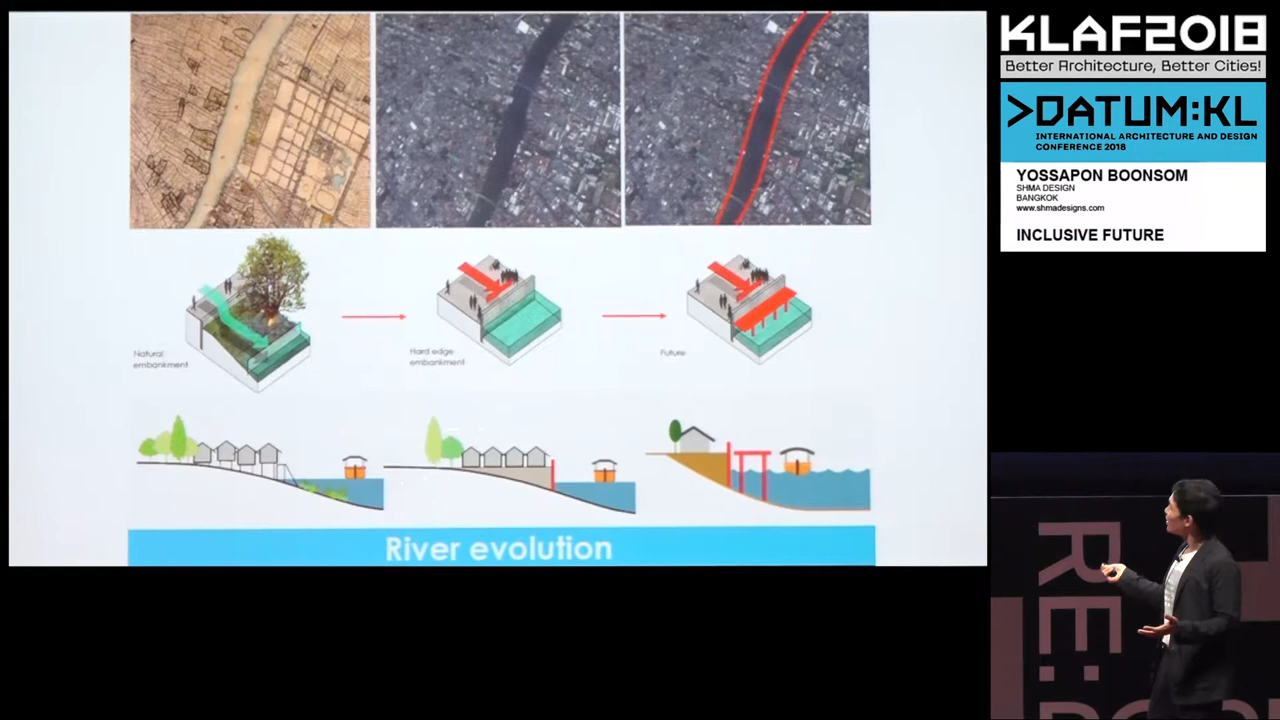 KLAF2018
Better Architecture, Better Cities!
>DATUM:KL
INTERNATIONAL ARCHITECTURE AND DESIGN
CONFERENCE 2018
YOSSAPON BOONSOM
SHMA DESIGN
BANGKOK
www.shmadesigns.com
INCLUSIVE FUTURE
Natural
embankment
Hard edge
embankment
Future
River evolution
RE: